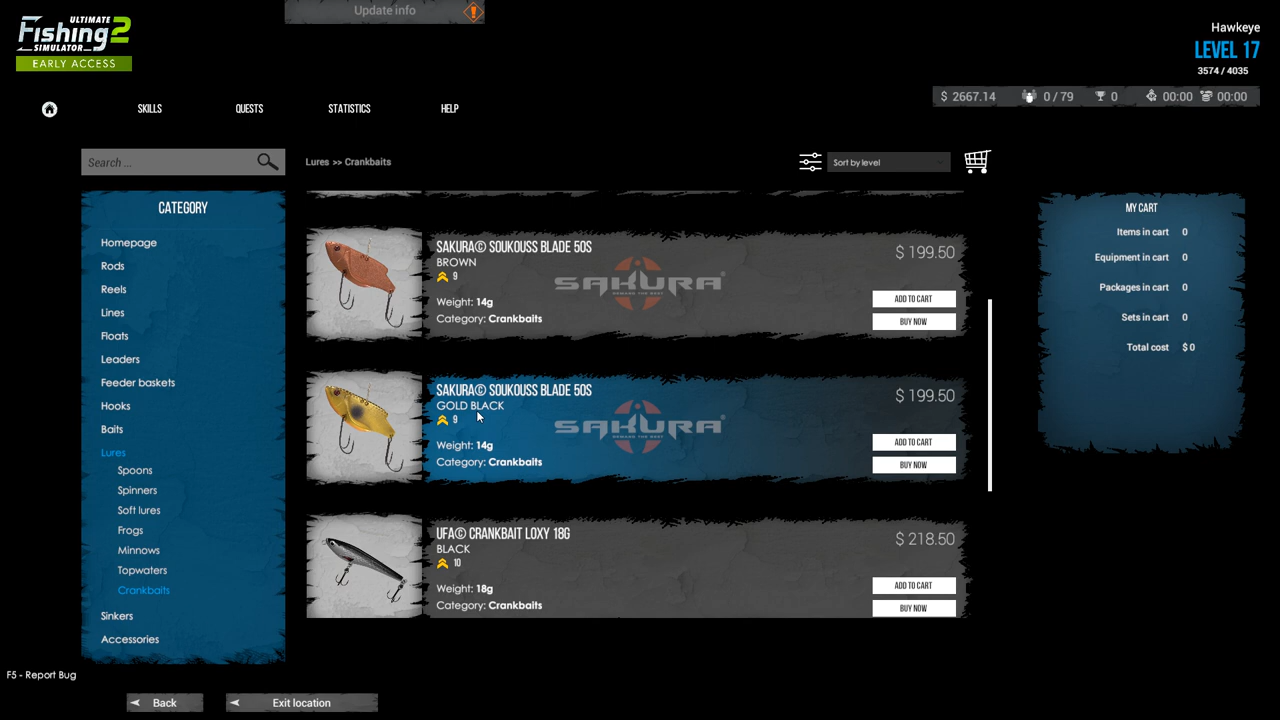 Update info
ULTIMATE
Fishing 2
SIMULATOR
EARLY ACCESS
Hawkeye
LEVEL 17
3574 / 4035
SKILLS QUESTS STATISTICS HELP
$ 2667.14 0 / 79 0 00:00 00:00
Search ...
Lures >> Crankbaits
Sort by level
CATEGORY
Homepage
Rods
Reels
Lines
Floats
Leaders
Feeder baskets
Hooks
Baits
Lures
Spoons
Spinners
Soft lures
Frogs
Minnows
Topwaters
Crankbaits
Sinkers
Accessories
SAKURA© SOUKOUSS BLADE 50S
BROWN
9
Weight: 14g
Category: Crankbaits
SAKURA
$ 199.50
ADD TO CART
BUY NOW
SAKURA© SOUKOUSS BLADE 50S
GOLD BLACK
9
Weight: 14g
Category: Crankbaits
SAKURA
$ 199.50
ADD TO CART
BUY NOW
UFA© CRANKBAIT LOXY 18G
BLACK
10
Weight: 18g
Category: Crankbaits
$ 218.50
ADD TO CART
BUY NOW
MY CART
Items in cart 0
Equipment in cart 0
Packages in cart 0
Sets in cart 0
Total cost $ 0
F5 - Report Bug
Back
Exit location